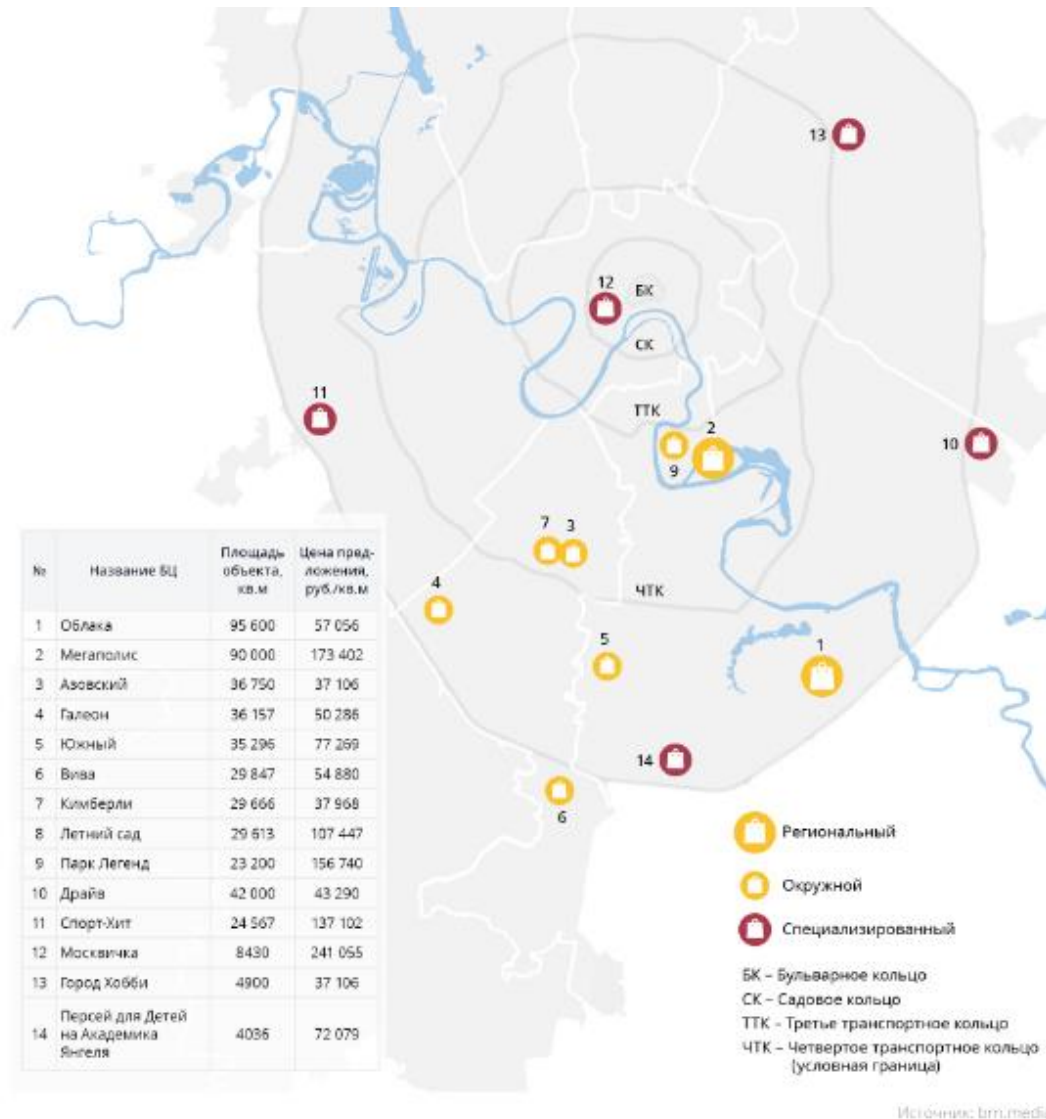 13
12
БК
СК
11
ТТК
2
10
9
7 3
4
ЧТК
5
1
14
6
№ Название БЦ Площадь объекта, кв.м Цена пред- ложения, руб./кв.м
1 Облака 95 600 57 056
2 Мегаполис 90 000 173 402
3 Азовский 36 750 37 106
4 Галеон 36 157 50 286
5 Южный 35 296 77 269
6 Вива 29 847 54 880
7 Кимберли 29 666 37 968
8 Летний сад 29 613 107 447
9 Парк Легенд 23 200 156 740
10 Драйв 42 000 43 290
11 Спорт-Хит 24 567 137 102
12 Москвичка 8430 241 055
13 Город Хобби 4900 37 106
14 Персей для Детей
на Академика
Янгеля 4036 72 079
Региональный
Окружной
Специализированный
БК – Бульварное кольцо
СК – Садовое кольцо
ТТК – Третье транспортное кольцо
ЧТК – Четвертое транспортное кольцо
(условная граница)
Источник: bm.medi